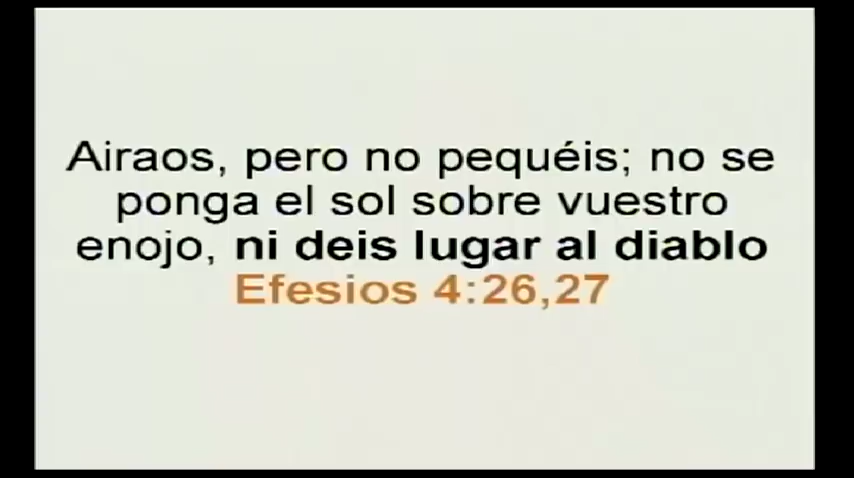 Airaos, pero no pequéis; no se
ponga el sol sobre vuestro
enojo, ni deis lugar al diablo
Efesios 4:26,27